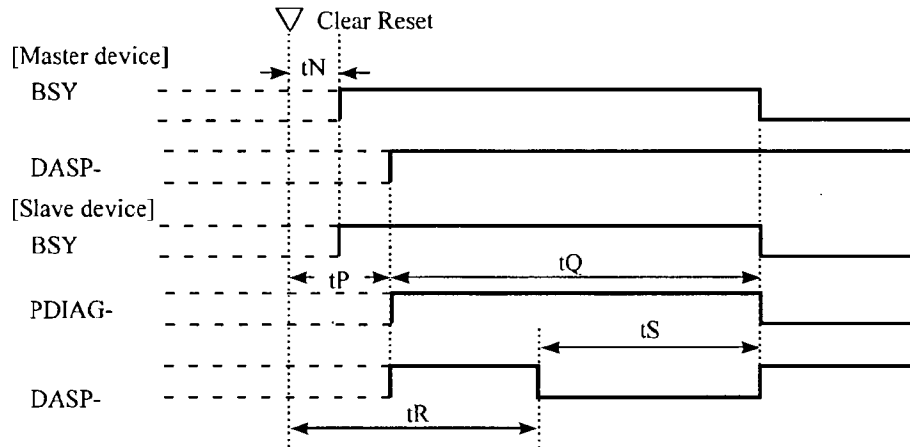 Clear Reset
[Master device]
tN
BSY
DASP-
[Slave device]
BSY
tP
tQ
PDIAG-
tS
DASP-
tR